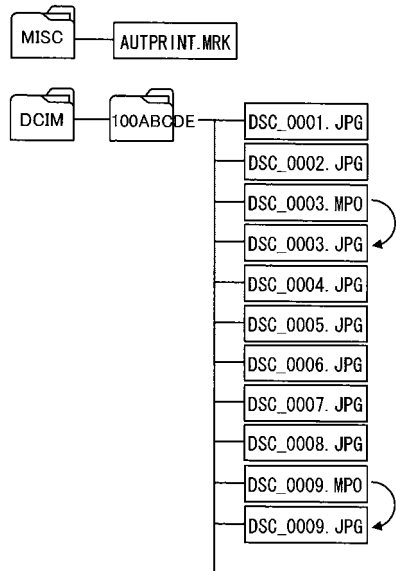 MISC
AUTPRINT.MRK
DCIM
100ABCDE
DSC_0001.JPG
DSC_0002.JPG
DSC_0003.MPO
DSC_0003.JPG
DSC_0004.JPG
DSC_0005.JPG
DSC_0006.JPG
DSC_0007.JPG
DSC_0008.JPG
DSC_0009.MPO
DSC_0009.JPG